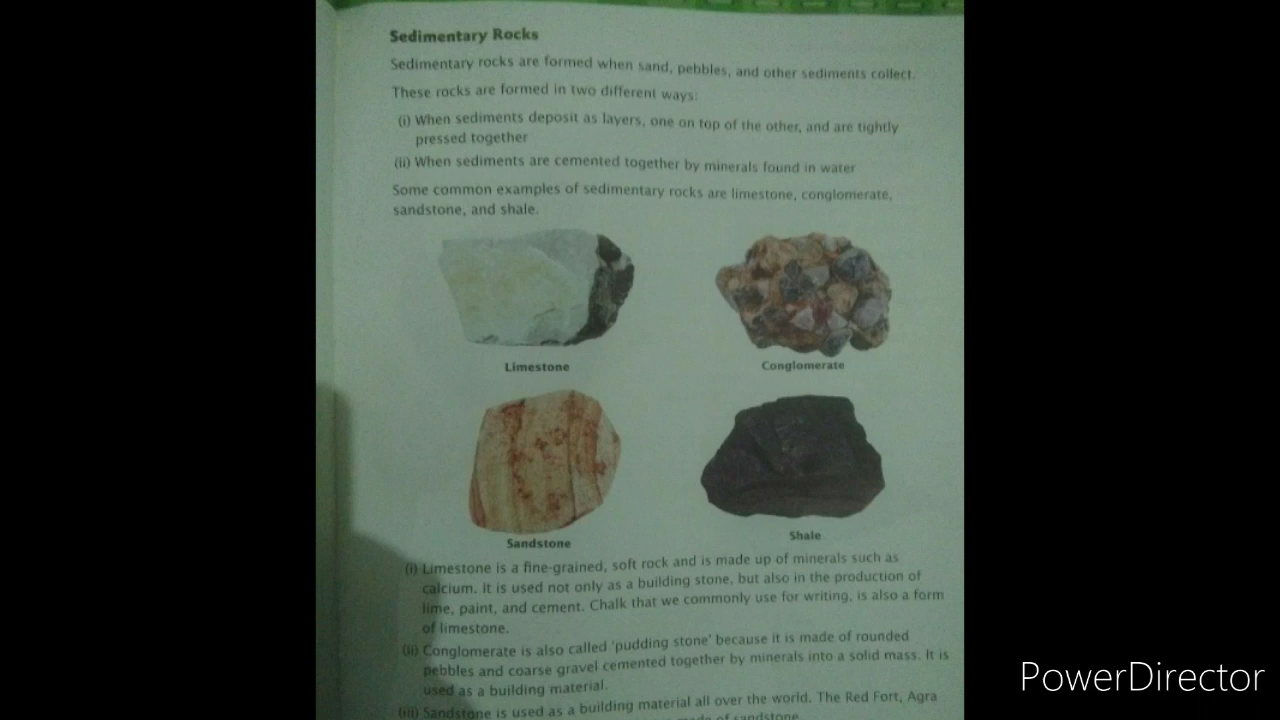 Sedimentary Rocks
Sedimentary rocks are formed when sand, pebbles, and other sediments collect.
These rocks are formed in two different ways:
(i) When sediments deposit as layers, one on top of the other, and are tightly
pressed together
(ii) When sediments are cemented together by minerals found in water
Some common examples of sedimentary rocks are limestone, conglomerate,
sandstone, and shale.
Limestone
Conglomerate
Sandstone
Shale
(i) Limestone is a fine-grained, soft rock and is made up of minerals such as
calcium. It is used not only as a building stone, but also in the production of
lime, paint, and cement. Chalk that we commonly use for writing, is also a form
of limestone.
(ii) Conglomerate is also called 'pudding stone' because it is made of rounded
pebbles and coarse gravel cemented together by minerals into a solid mass. It is
used as a building material.
(iii) Sandstone is used as a building material all over the world. The Red Fort, Agra
made of sandstone.
PowerDirector